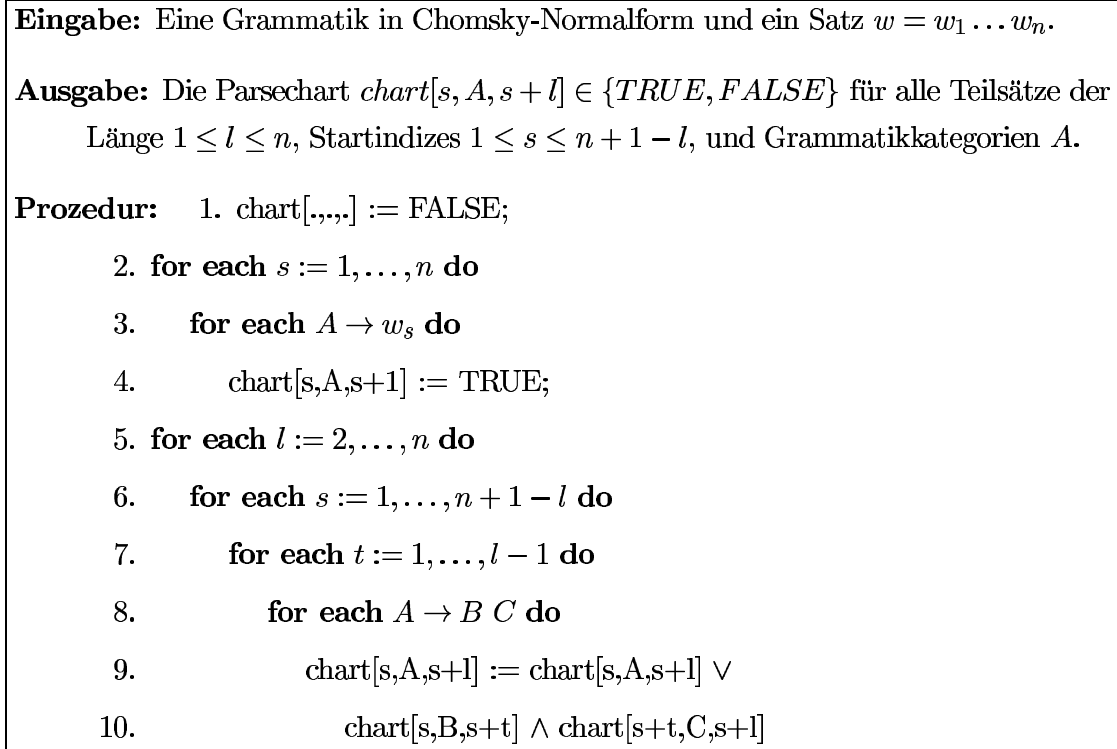 Eingabe: Eine Grammatik in Chomsky-Normalform und ein Satz w = w₁ … wₙ.
Ausgabe: Die Parsechart chart[s, A, s + l] ∈ {TRUE, FALSE} für alle Teilsätze der
Länge 1 ≤ l ≤ n, Startindizes 1 ≤ s ≤ n + 1 − l, und Grammatikkategorien A.
Prozedur: 1. chart[.,.,.] := FALSE;
2. for each s := 1, …, n do
3. for each A → wₛ do
4. chart[s,A,s+1] := TRUE;
5. for each l := 2, …, n do
6. for each s := 1, …, n + 1 − l do
7. for each t := 1, …, l − 1 do
8. for each A → B C do
9. chart[s,A,s+l] := chart[s,A,s+l] ∨
10. chart[s,B,s+t] ∧ chart[s+t,C,s+l]